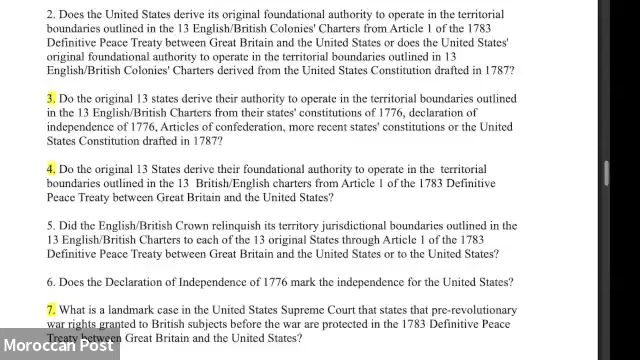 2. Does the United States derive its original foundational authority to operate in the territorial
boundaries outlined in the 13 English/British Colonies' Charters from Article 1 of the 1783
Definitive Peace Treaty between Great Britain and the United States or does the United States'
original foundational authority to operate in the territorial boundaries outlined in 13
English/British Colonies' Charters derived from the United States Constitution drafted in 1787?
3. Do the original 13 states derive their authority to operate in the territorial boundaries outlined
in the 13 English/British Charters from their states' constitutions of 1776, declaration of
independence of 1776, Articles of confederation, more recent states' constitutions or the United
States Constitution drafted in 1787?
4. Do the original 13 States derive their foundational authority to operate in the territorial
boundaries outlined in the 13 British/English charters from Article 1 of the 1783 Definitive
Peace Treaty between Great Britain and the United States?
5. Did the English/British Crown relinquish its territory jurisdictional boundaries outlined in the
13 English/British Charters to each of the 13 original States through Article 1 of the 1783
Definitive Peace Treaty between Great Britain and the United States or to the United States?
6. Does the Declaration of Independence of 1776 mark the independence for the United States?
7. What is a landmark case in the United States Supreme Court that states that pre-revolutionary
war rights granted to British subjects before the war are protected in the 1783 Definitive Peace
Treaty between Great Britain and the United States?
Moroccan Post